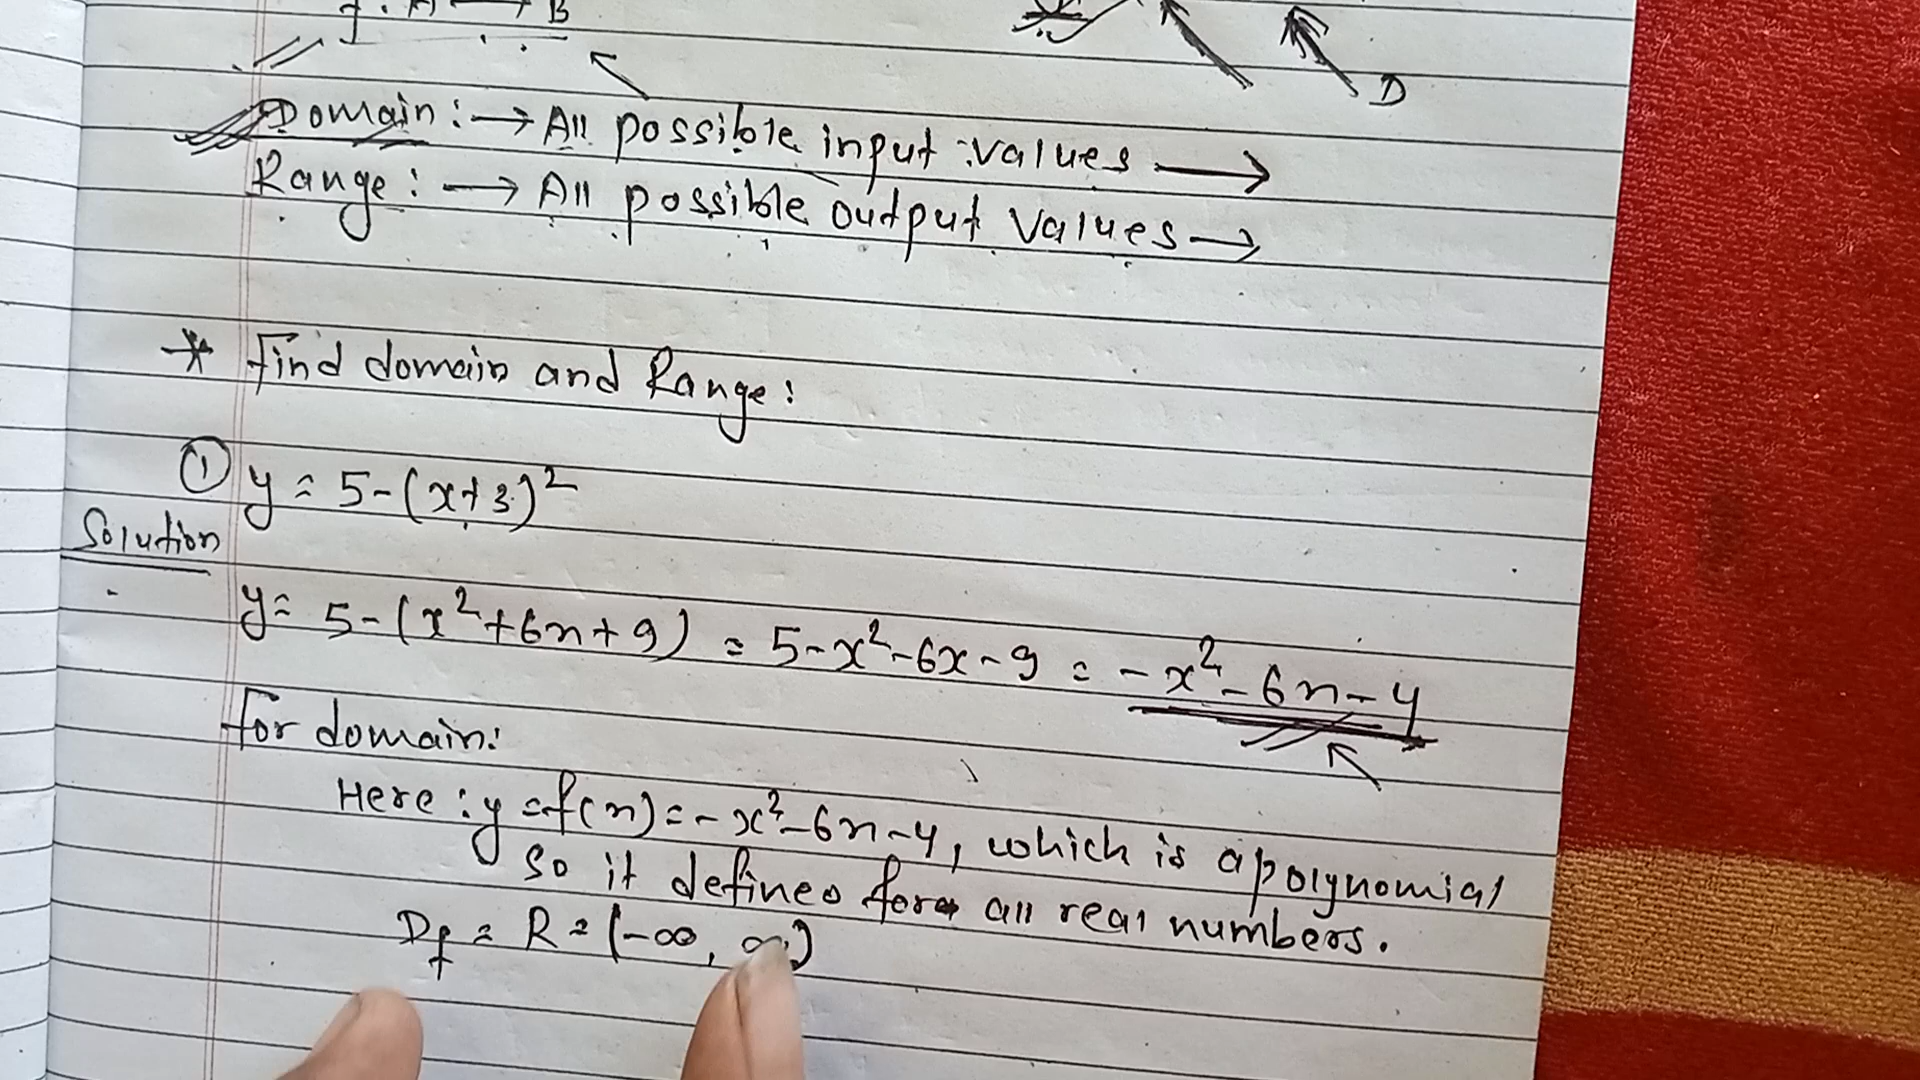 f : A → B
D
Domain : → All possible input values →
Range : → All possible output values →
* Find domain and Range :
① y = 5-(x+3)²
Solution
y = 5-(x²+6x+9) = 5-x²-6x-9 = -x²-6x-4
For domain:
Here : y = f(x) = -x²-6x-4, which is a polynomial
So it defines for all real numbers.
D_f = R = (-∞, ∞)